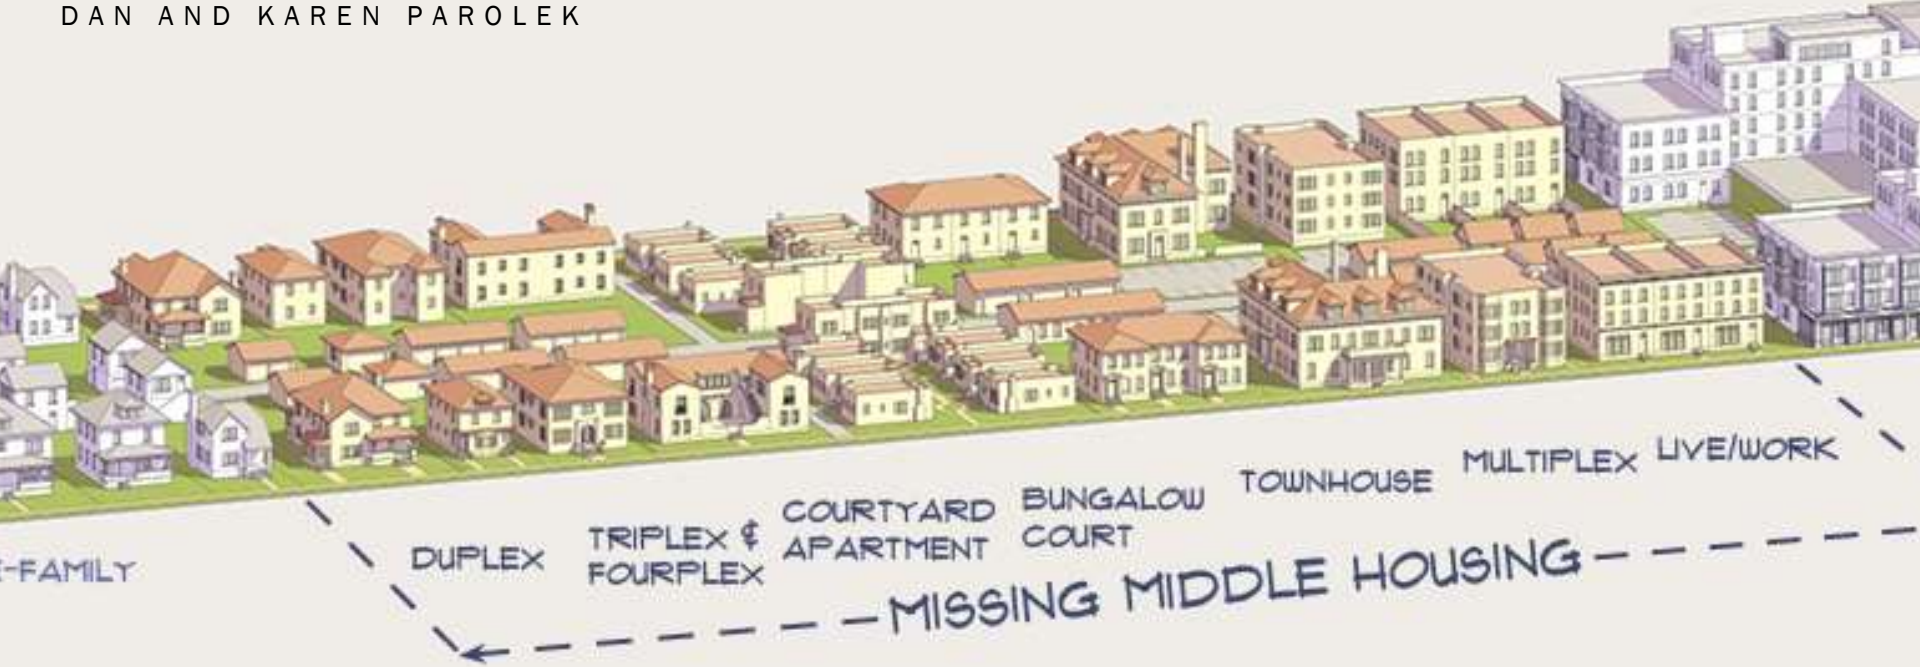 DAN AND KAREN PAROLEK
-FAMILY
DUPLEX
TRIPLEX &
FOURPLEX
COURTYARD
APARTMENT
BUNGALOW
COURT
TOWNHOUSE
MULTIPLEX
LIVE/WORK
MISSING MIDDLE HOUSING